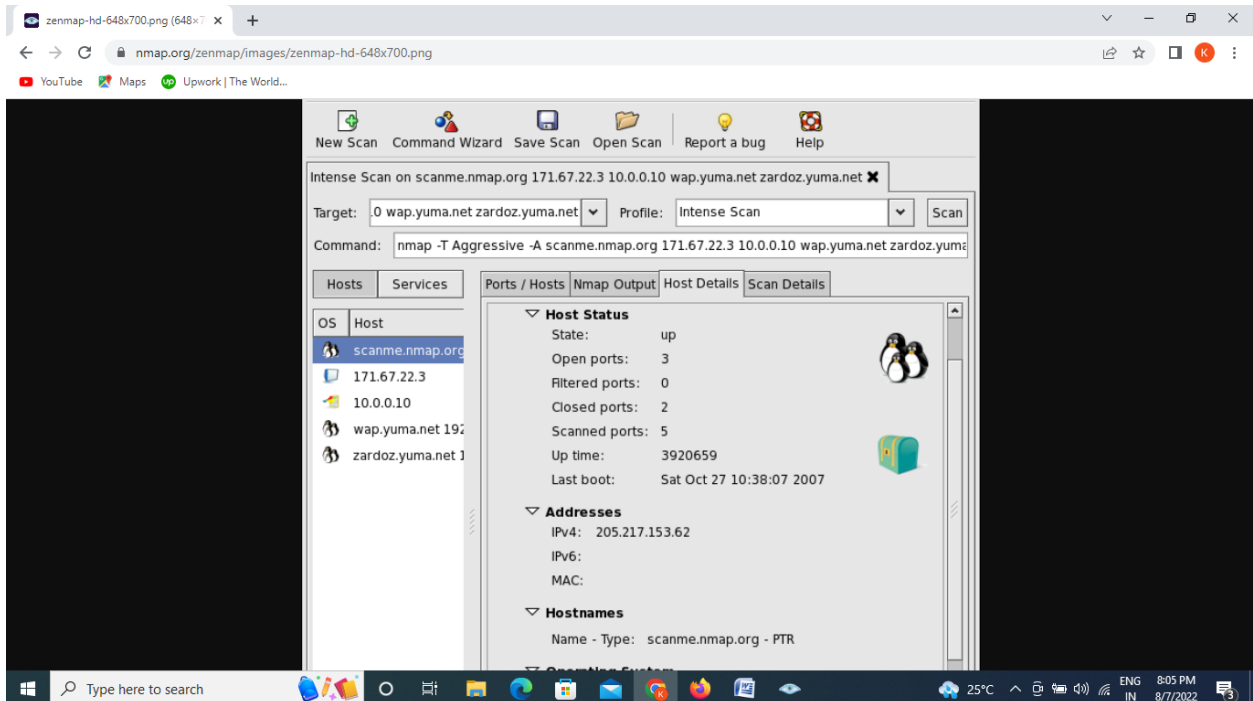 zenmap-hd-648x700.png (648×7
nmap.org/zenmap/images/zenmap-hd-648x700.png
K
YouTube Maps Upwork | The World...
New Scan Command Wizard Save Scan Open Scan Report a bug Help
Intense Scan on scanme.nmap.org 171.67.22.3 10.0.0.10 wap.yuma.net zardoz.yuma.net
Target: .0 wap.yuma.net zardoz.yuma.net Profile: Intense Scan Scan
Command: nmap -T Aggressive -A scanme.nmap.org 171.67.22.3 10.0.0.10 wap.yuma.net zardoz.yuma
Hosts Services Ports / Hosts Nmap Output Host Details Scan Details
OS Host
scanme.nmap.org
171.67.22.3
10.0.0.10
wap.yuma.net 192
zardoz.yuma.net 1
Host Status
State: up
Open ports: 3
Filtered ports: 0
Closed ports: 2
Scanned ports: 5
Up time: 3920659
Last boot: Sat Oct 27 10:38:07 2007
Addresses
IPv4: 205.217.153.62
IPv6:
MAC:
Hostnames
Name - Type: scanme.nmap.org - PTR
Operating System
Type here to search
25°C
ENG
IN
8:05 PM
8/7/2022
3